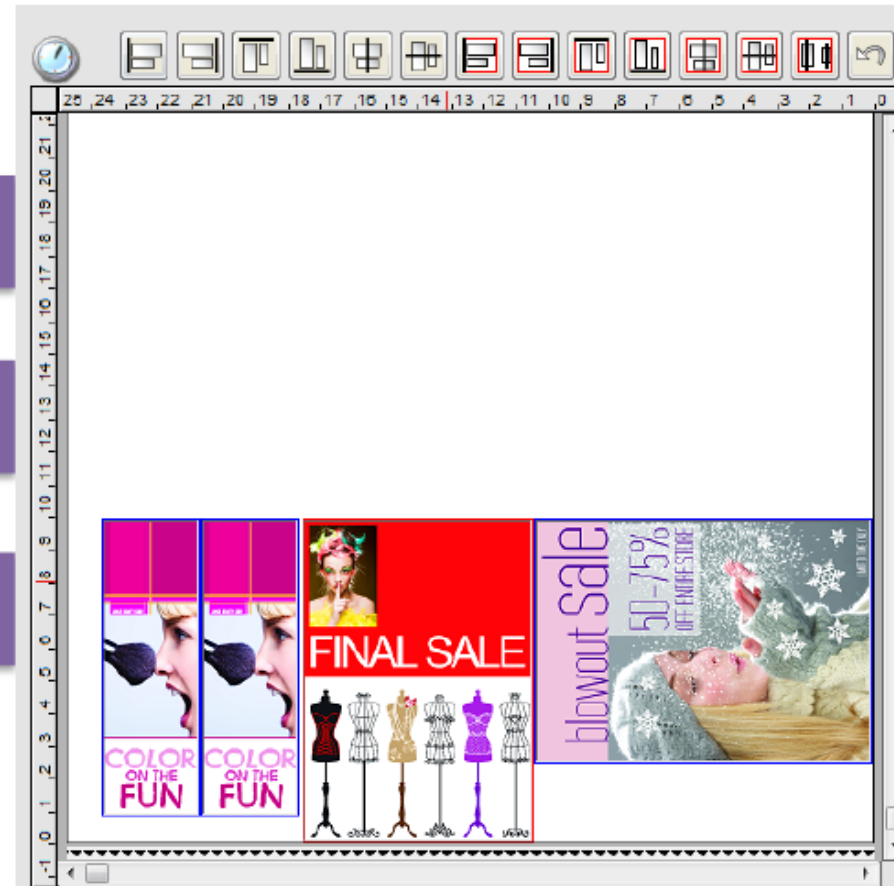 25 24 23 22 21 20 19 18 17 16 15 14 13 12 11 10 9 8 7 6 5 4 3 2 1 0
21
20
19
18
17
16
15
14
13
12
11
10
9
8
7
6
5
4
3
2
1
0
-1
COLOR
ON THE
FUN
COLOR
ON THE
FUN
FINAL SALE
blowout Sale
50-75%
OFF ENTIRE STORE